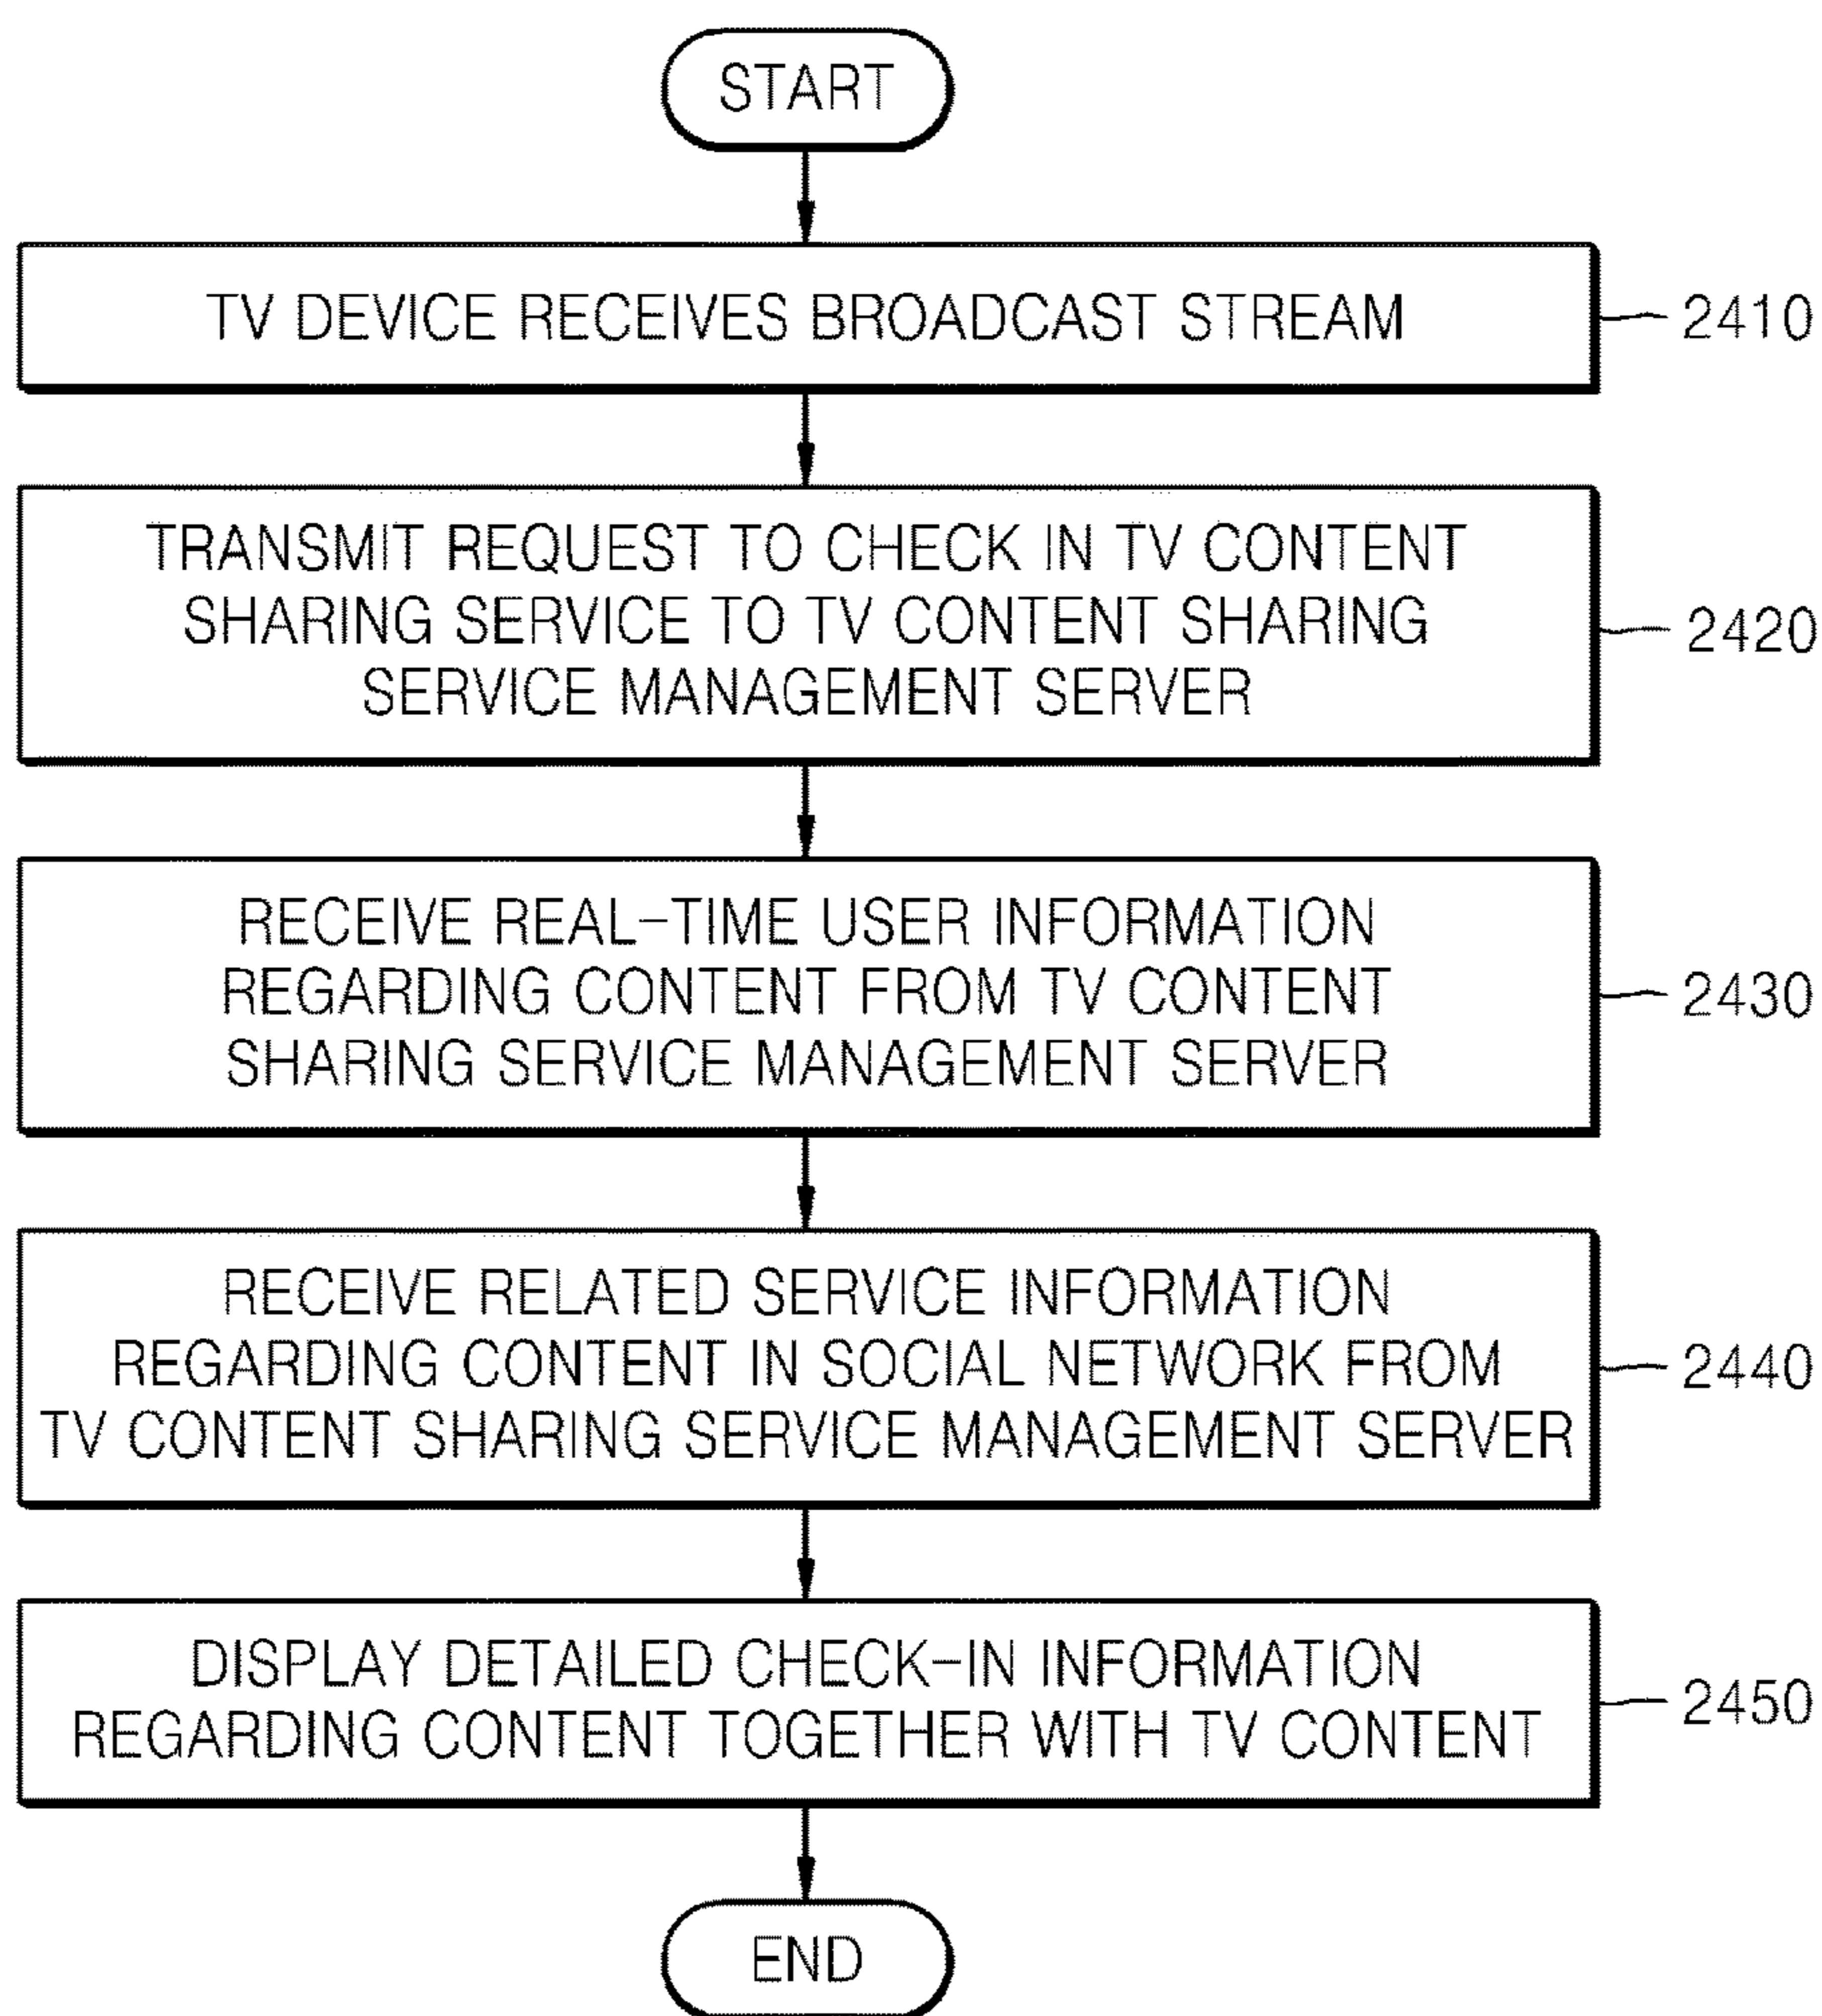 START
TV DEVICE RECEIVES BROADCAST STREAM
2410
TRANSMIT REQUEST TO CHECK IN TV CONTENT
SHARING SERVICE TO TV CONTENT SHARING
SERVICE MANAGEMENT SERVER
2420
RECEIVE REAL-TIME USER INFORMATION
REGARDING CONTENT FROM TV CONTENT
SHARING SERVICE MANAGEMENT SERVER
2430
RECEIVE RELATED SERVICE INFORMATION
REGARDING CONTENT IN SOCIAL NETWORK FROM
TV CONTENT SHARING SERVICE MANAGEMENT SERVER
2440
DISPLAY DETAILED CHECK-IN INFORMATION
REGARDING CONTENT TOGETHER WITH TV CONTENT
2450
END